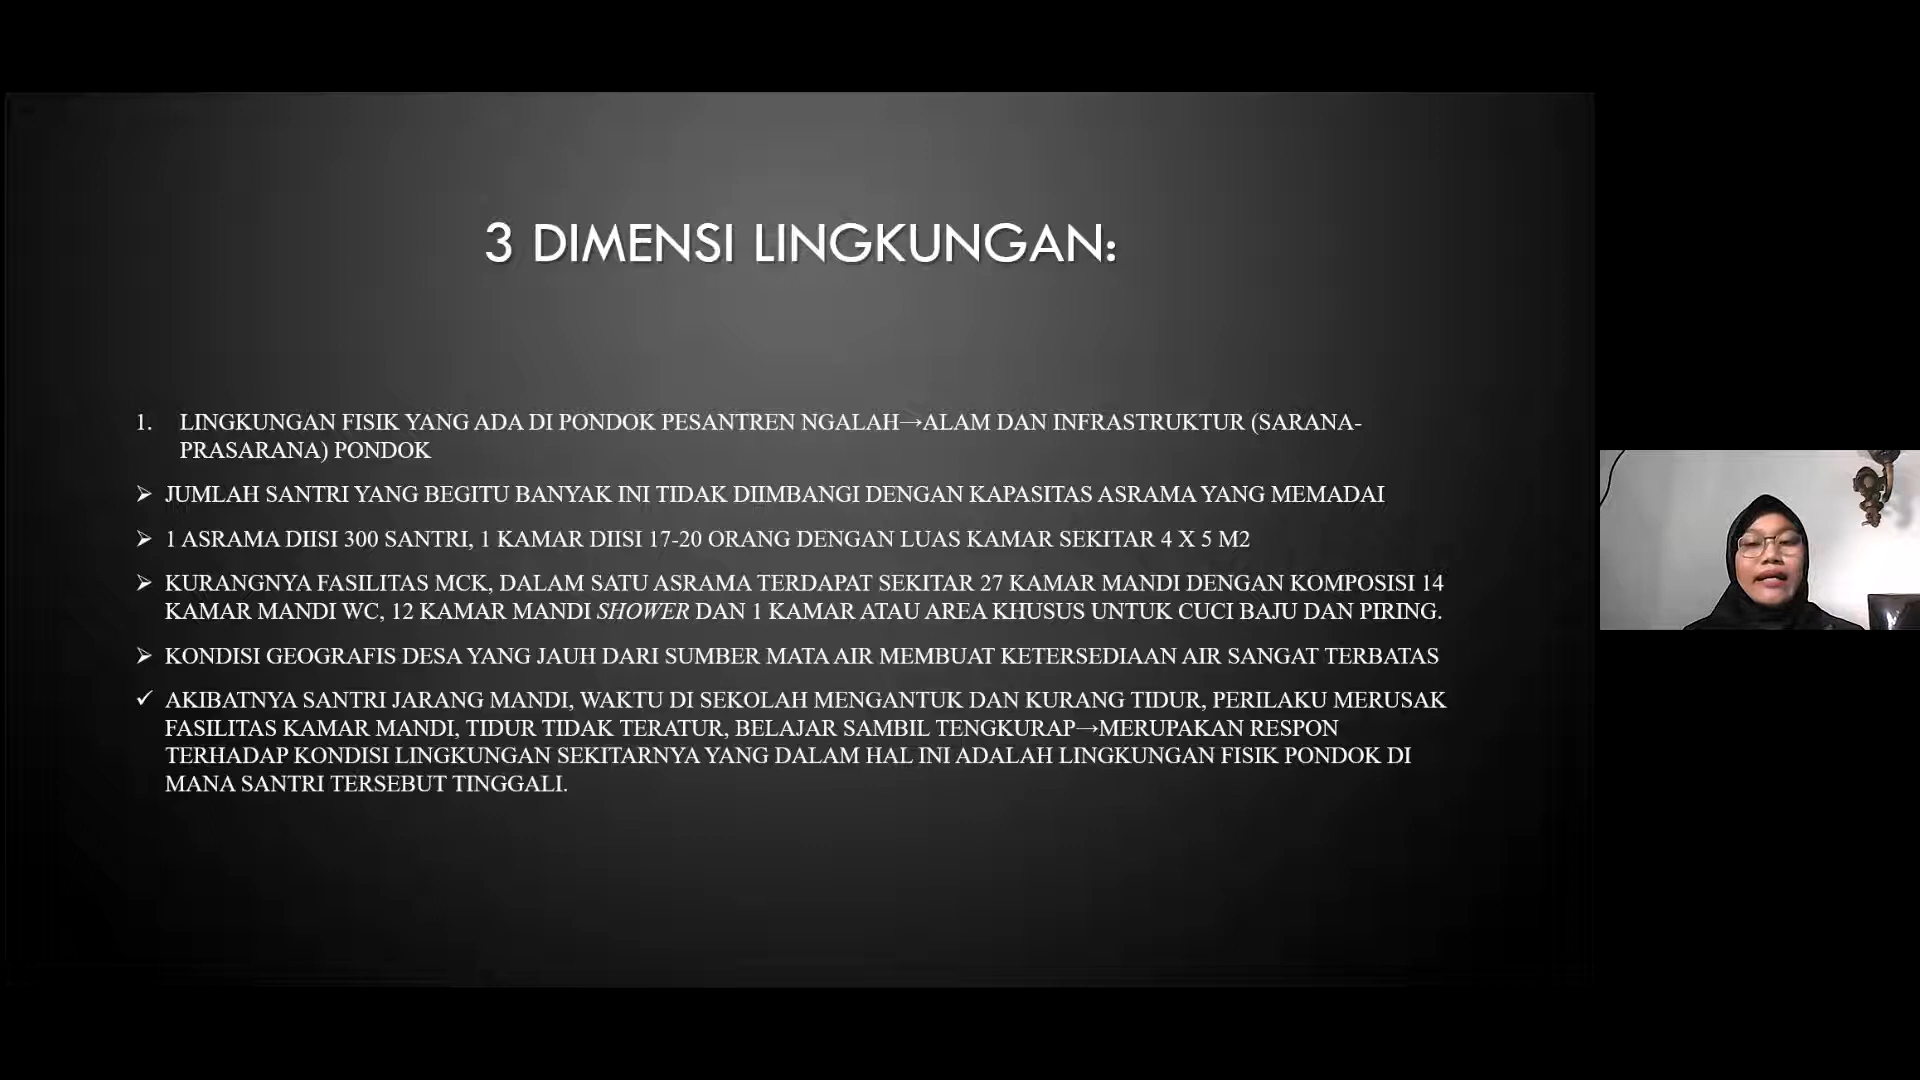 3 DIMENSI LINGKUNGAN:
1. LINGKUNGAN FISIK YANG ADA DI PONDOK PESANTREN NGALAH→ALAM DAN INFRASTRUKTUR (SARANA-
PRASARANA) PONDOK
➢ JUMLAH SANTRI YANG BEGITU BANYAK INI TIDAK DIIMBANGI DENGAN KAPASITAS ASRAMA YANG MEMADAI
➢ 1 ASRAMA DIISI 300 SANTRI, 1 KAMAR DIISI 17-20 ORANG DENGAN LUAS KAMAR SEKITAR 4 X 5 M2
➢ KURANGNYA FASILITAS MCK, DALAM SATU ASRAMA TERDAPAT SEKITAR 27 KAMAR MANDI DENGAN KOMPOSISI 14
KAMAR MANDI WC, 12 KAMAR MANDI SHOWER DAN 1 KAMAR ATAU AREA KHUSUS UNTUK CUCI BAJU DAN PIRING.
➢ KONDISI GEOGRAFIS DESA YANG JAUH DARI SUMBER MATA AIR MEMBUAT KETERSEDIAAN AIR SANGAT TERBATAS
✓ AKIBATNYA SANTRI JARANG MANDI, WAKTU DI SEKOLAH MENGANTUK DAN KURANG TIDUR, PERILAKU MERUSAK
FASILITAS KAMAR MANDI, TIDUR TIDAK TERATUR, BELAJAR SAMBIL TENGKURAP→MERUPAKAN RESPON
TERHADAP KONDISI LINGKUNGAN SEKITARNYA YANG DALAM HAL INI ADALAH LINGKUNGAN FISIK PONDOK DI
MANA SANTRI TERSEBUT TINGGALI.